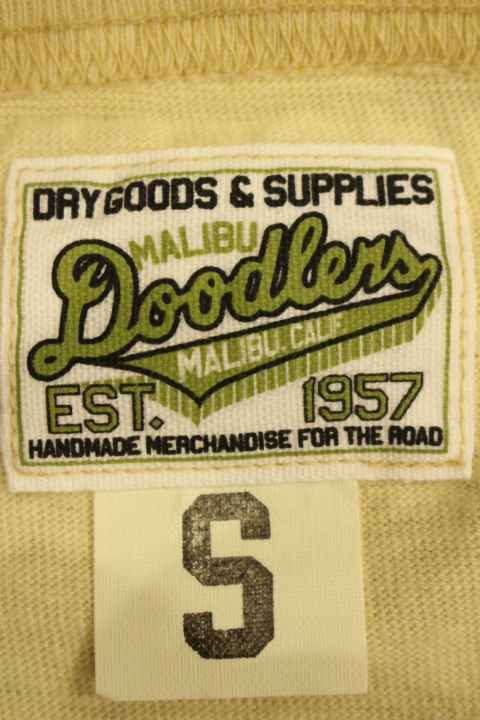 DRY GOODS & SUPPLIES
MALIBU
Doodlers
MALIBU. CALIF
EST. 1957
HANDMADE MERCHANDISE FOR THE ROAD
S